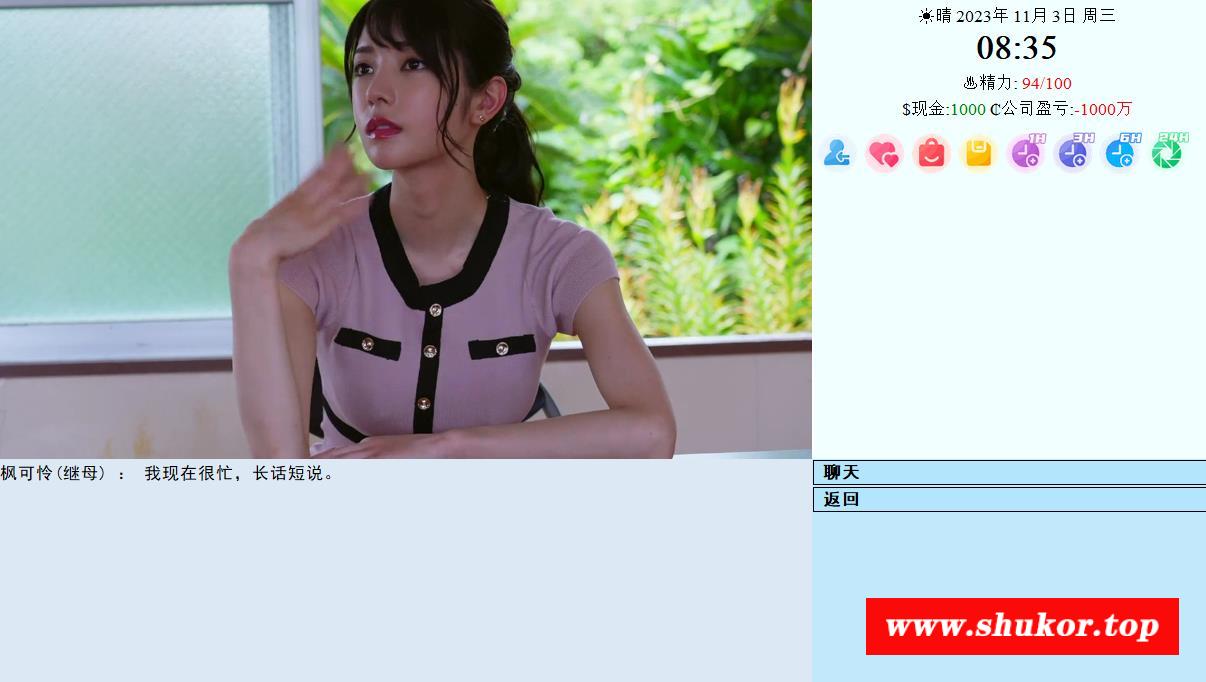 ☀晴 2023年 11月 3日 周三
08:35
♨精力: 94/100
$现金:1000 ₵公司盈亏:-1000万
1H 3H 6H 24H
枫可怜(继母) : 我现在很忙，长话短说。
聊天
返回
www.shukor.top